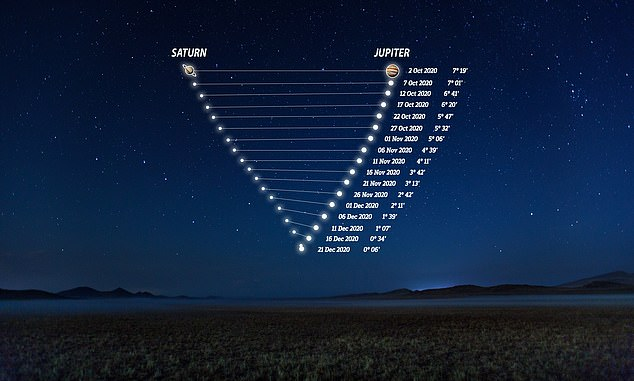 SATURN JUPITER
2 Oct 2020 7° 19'
7 Oct 2020 7° 01'
12 Oct 2020 6° 41'
17 Oct 2020 6° 20'
22 Oct 2020 5° 47'
27 Oct 2020 5° 32'
01 Nov 2020 5° 06'
06 Nov 2020 4° 39'
11 Nov 2020 4° 11'
16 Nov 2020 3° 42'
21 Nov 2020 3° 13'
26 Nov 2020 2° 42'
01 Dec 2020 2° 11'
06 Dec 2020 1° 39'
11 Dec 2020 1° 07'
16 Dec 2020 0° 34'
21 Dec 2020 0° 06'